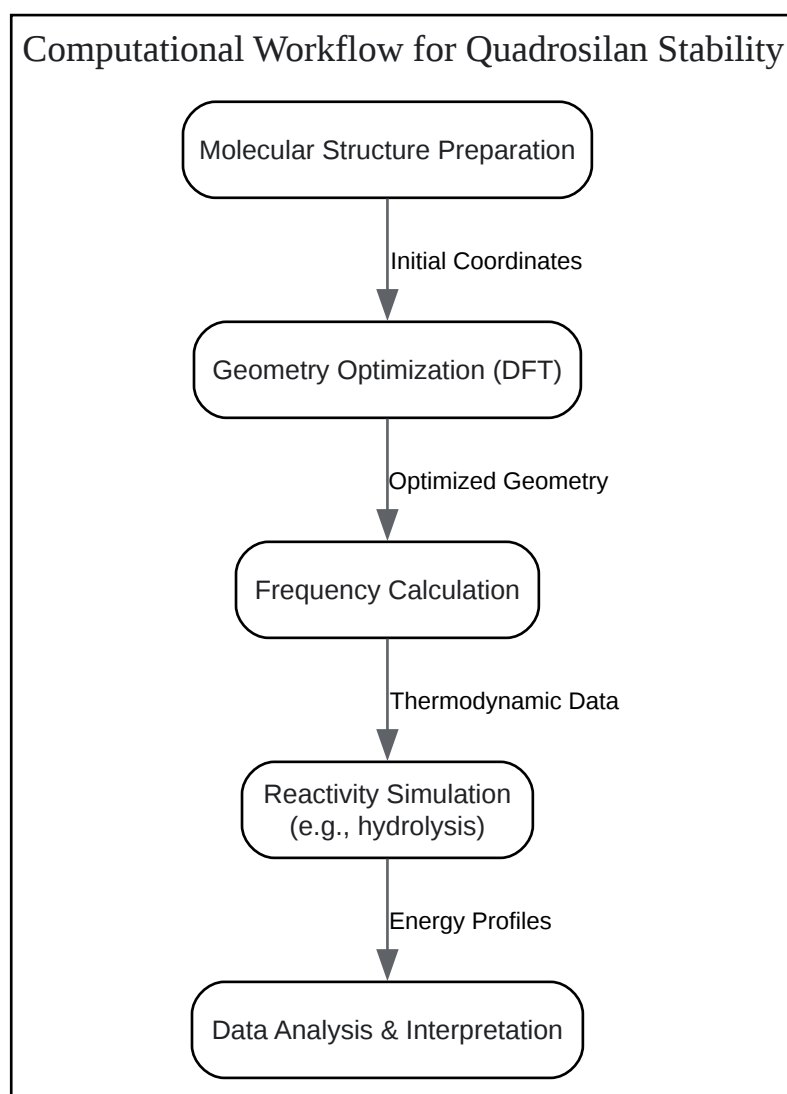 Computational Workflow for Quadrosilan Stability
Molecular Structure Preparation
Initial Coordinates
Geometry Optimization (DFT)
Optimized Geometry
Frequency Calculation
Thermodynamic Data
Reactivity Simulation
(e.g., hydrolysis)
Energy Profiles
Data Analysis & Interpretation